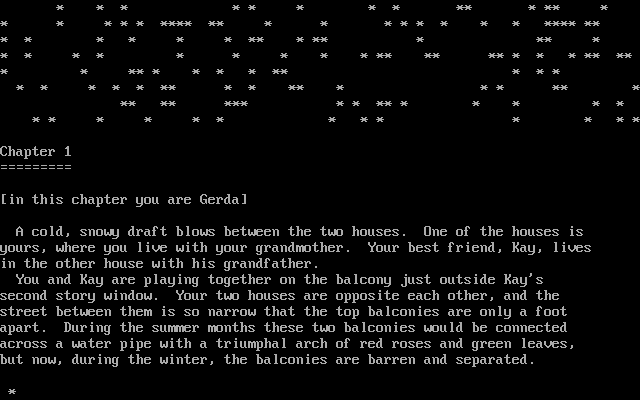 Chapter 1
=========
[in this chapter you are Gerda]
A cold, snowy draft blows between the two houses.  One of the houses is
yours, where you live with your grandmother.  Your best friend, Kay, lives
in the other house with his grandfather.
You and Kay are playing together on the balcony just outside Kay's
second story window.  Your two houses are opposite each other, and the
street between them is so narrow that the top balconies are only a foot
apart.  During the summer months these two balconies would be connected
across a water pipe with a triumphal arch of red roses and green leaves,
but now, during the winter, the balconies are barren and separated.
*